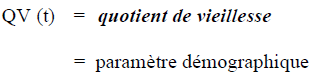 QV (t) = quotient de vieillesse
= paramètre démographique